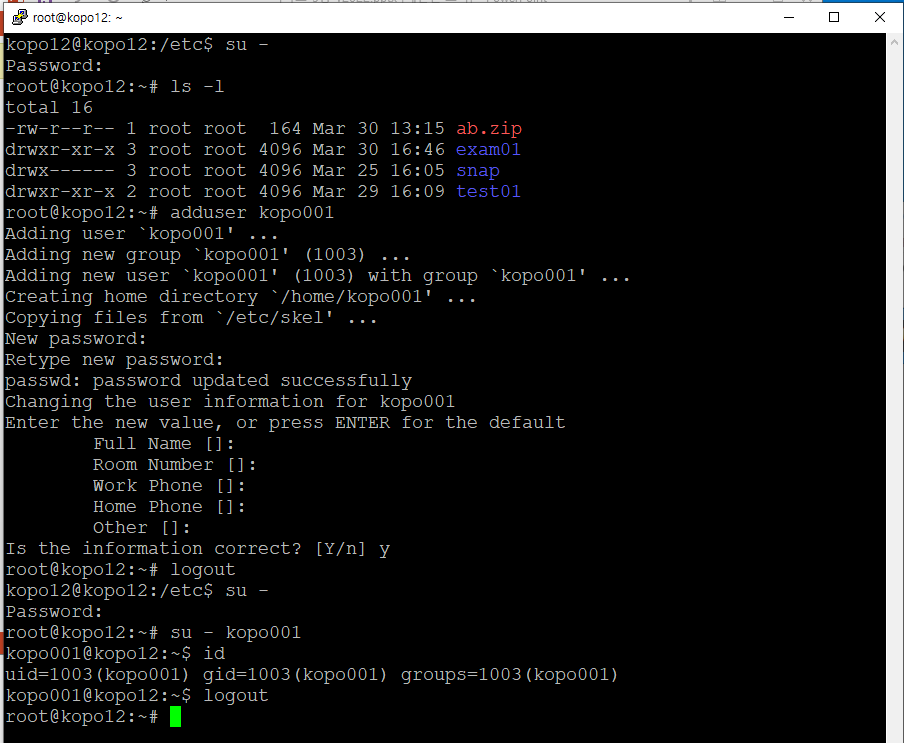 root@kopo12: ~
kopo12@kopo12:/etc$ su -
Password:
root@kopo12:~# ls -l
total 16
-rw-r--r-- 1 root root  164 Mar 30 13:15 ab.zip
drwxr-xr-x 3 root root 4096 Mar 30 16:46 exam01
drwx------ 3 root root 4096 Mar 25 16:05 snap
drwxr-xr-x 2 root root 4096 Mar 29 16:09 test01
root@kopo12:~# adduser kopo001
Adding user `kopo001' ...
Adding new group `kopo001' (1003) ...
Adding new user `kopo001' (1003) with group `kopo001' ...
Creating home directory `/home/kopo001' ...
Copying files from `/etc/skel' ...
New password:
Retype new password:
passwd: password updated successfully
Changing the user information for kopo001
Enter the new value, or press ENTER for the default
        Full Name []:
        Room Number []:
        Work Phone []:
        Home Phone []:
        Other []:
Is the information correct? [Y/n] y
root@kopo12:~# logout
kopo12@kopo12:/etc$ su -
Password:
root@kopo12:~# su - kopo001
kopo001@kopo12:~$ id
uid=1003(kopo001) gid=1003(kopo001) groups=1003(kopo001)
kopo001@kopo12:~$ logout
root@kopo12:~#